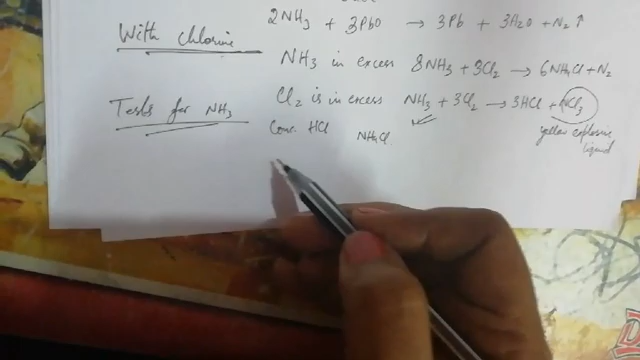 2NH3 + 3PbO → 3Pb + 3H2O + N2↑
With chlorine
NH3 in excess 8NH3 + 3Cl2 → 6NH4Cl + N2
Cl2 is in excess NH3 + 3Cl2 → 3HCl + NCl3
yellow explosive
liquid
Tests for NH3
Conc. HCl NH4Cl